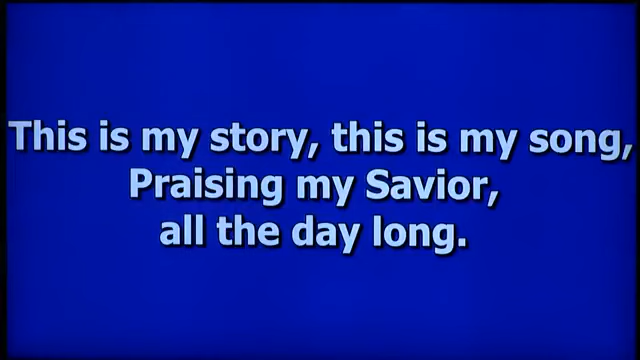 This is my story, this is my song,
Praising my Savior,
all the day long.